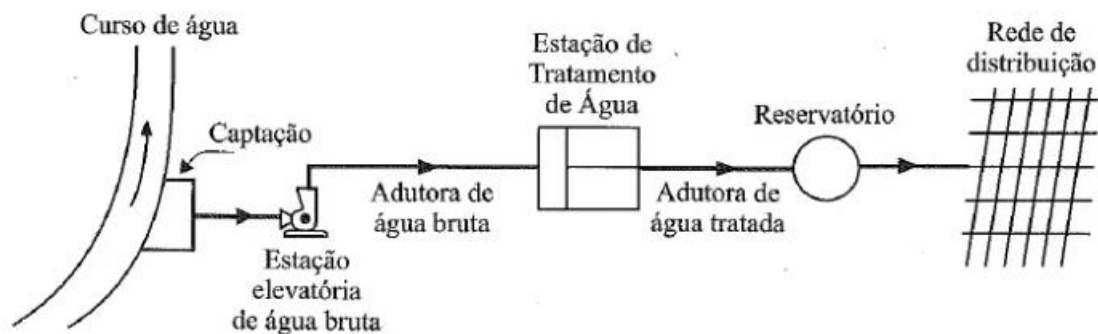 Curso de água
Captação
Estação
elevatória
de água bruta
Adutora de
água bruta
Estação de
Tratamento
de Água
Adutora de
água tratada
Reservatório
Rede de
distribuição